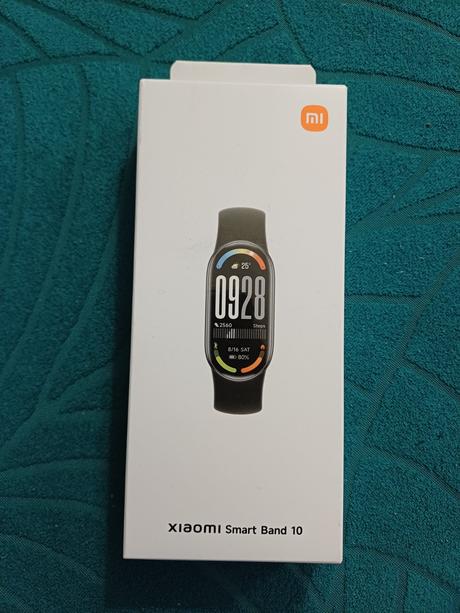 mi
25°
0928
2560 Steps
8/16 SAT
80%
xiaomi Smart Band 10